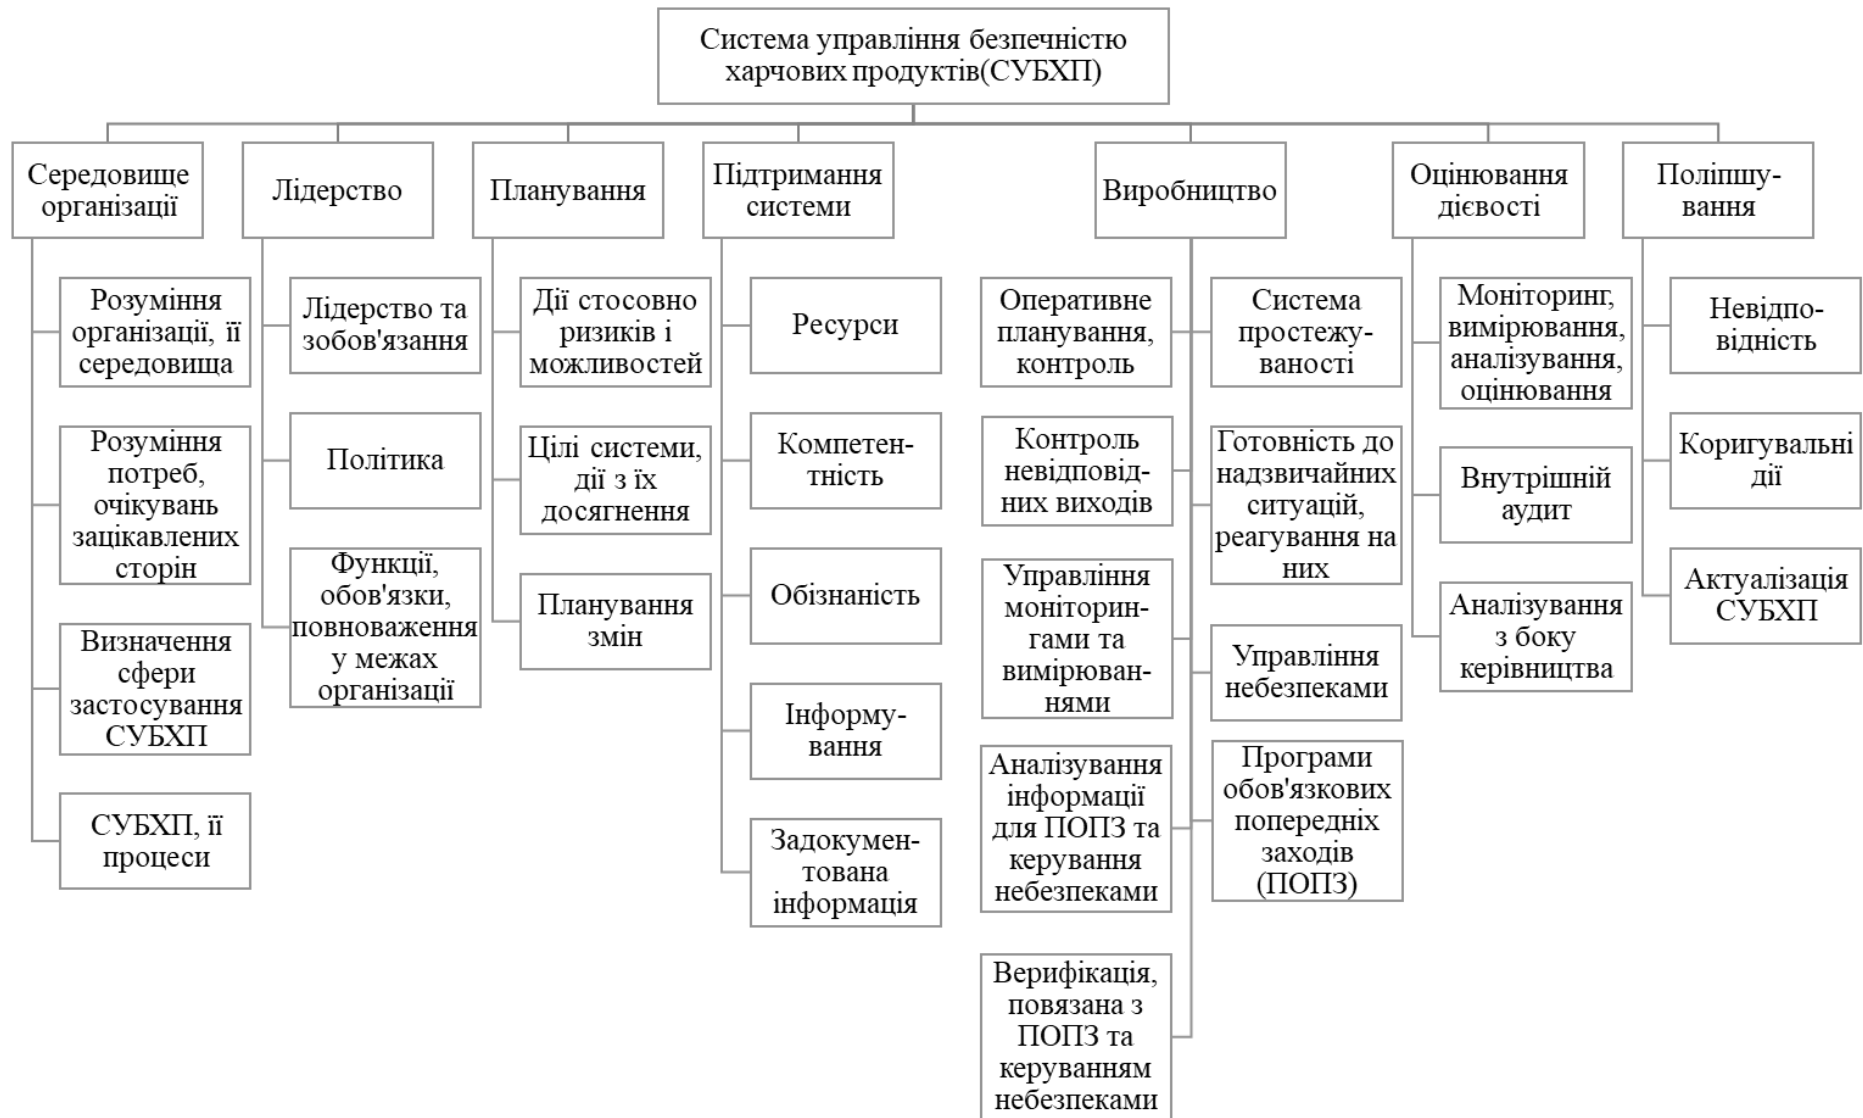 Система управління безпечністю
харчових продуктів(СУБХП)
Середовище
організації
Розуміння
організації, її
середовища
Розуміння
потреб,
очікувань
зацікавлених
сторін
Визначення
сфери
застосування
СУБХП
СУБХП, її
процеси
Лідерство
Лідерство та
зобов'язання
Політика
Функції,
обов'язки,
повноваження
у межах
організації
Планування
Дії стосовно
ризиків і
можливостей
Цілі системи,
дії з їх
досягнення
Планування
змін
Підтримання
системи
Ресурси
Компетен-
тність
Обізнаність
Інформу-
вання
Задокумен-
тована
інформація
Виробництво
Оперативне
планування,
контроль
Система
простежу-
ваності
Контроль
невідповід-
них виходів
Готовність до
надзвичайних
ситуацій,
реагування на
них
Управління
моніторин-
гами та
вимірюван-
нями
Управління
небезпеками
Аналізування
інформації
для ПОПЗ та
керування
небезпеками
Програми
обов'язкових
попередніх
заходів
(ПОПЗ)
Верифікація,
повязана з
ПОПЗ та
керуванням
небезпеками
Оцінювання
дієвості
Моніторинг,
вимірювання,
аналізування,
оцінювання
Внутрішній
аудит
Аналізування
з боку
керівництва
Поліпшу-
вання
Невідпо-
відність
Коригувальні
дії
Актуалізація
СУБХП